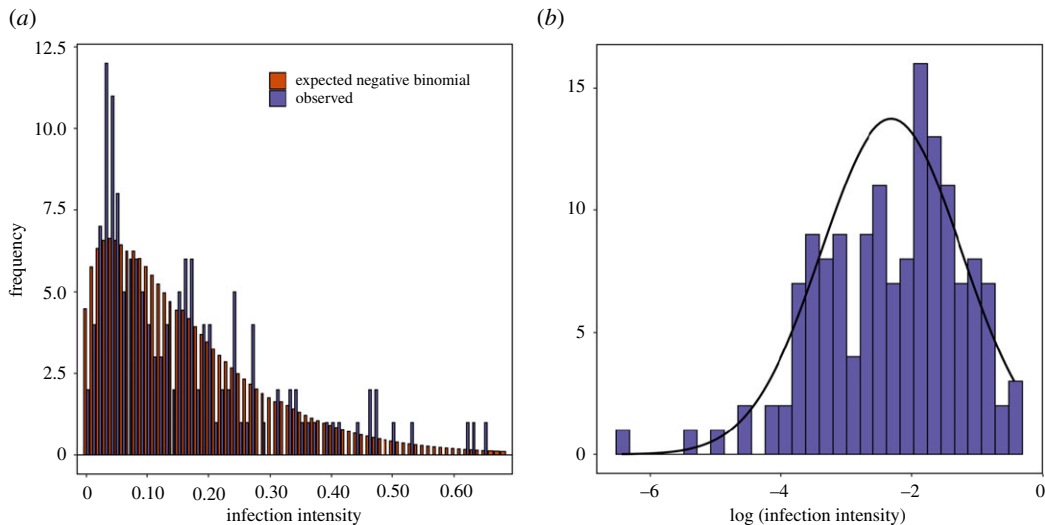 (a)
12.5
10.0
7.5
5.0
2.5
0
frequency
expected negative binomial
observed
0 0.10 0.20 0.30 0.40 0.50 0.60
infection intensity
(b)
15
10
5
0
–6 –4 –2 0
log (infection intensity)